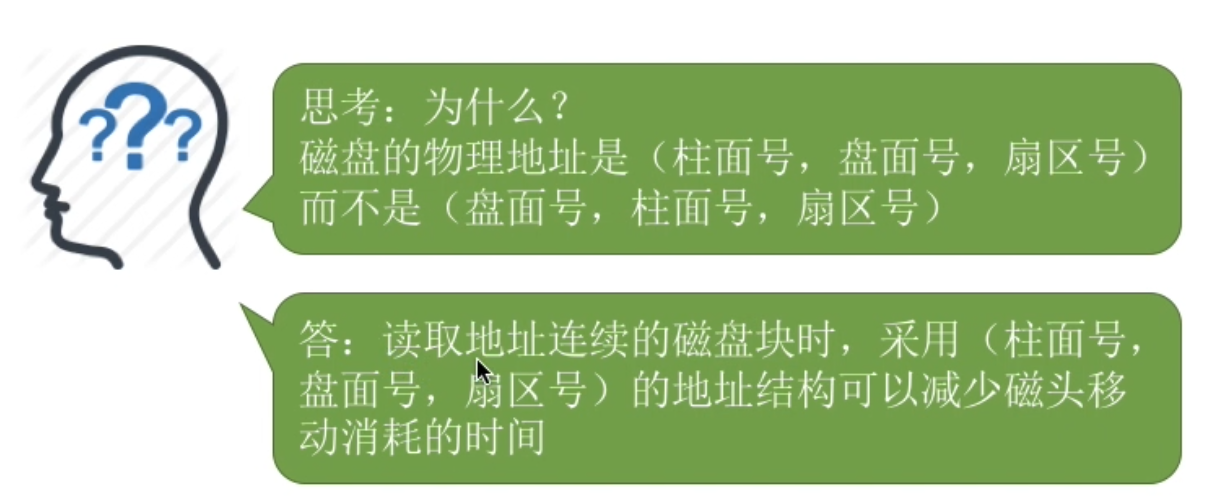 ???
思考：为什么？
磁盘的物理地址是（柱面号，盘面号，扇区号）
而不是（盘面号，柱面号，扇区号）
答：读取地址连续的磁盘块时，采用（柱面号，
盘面号，扇区号）的地址结构可以减少磁头移
动消耗的时间